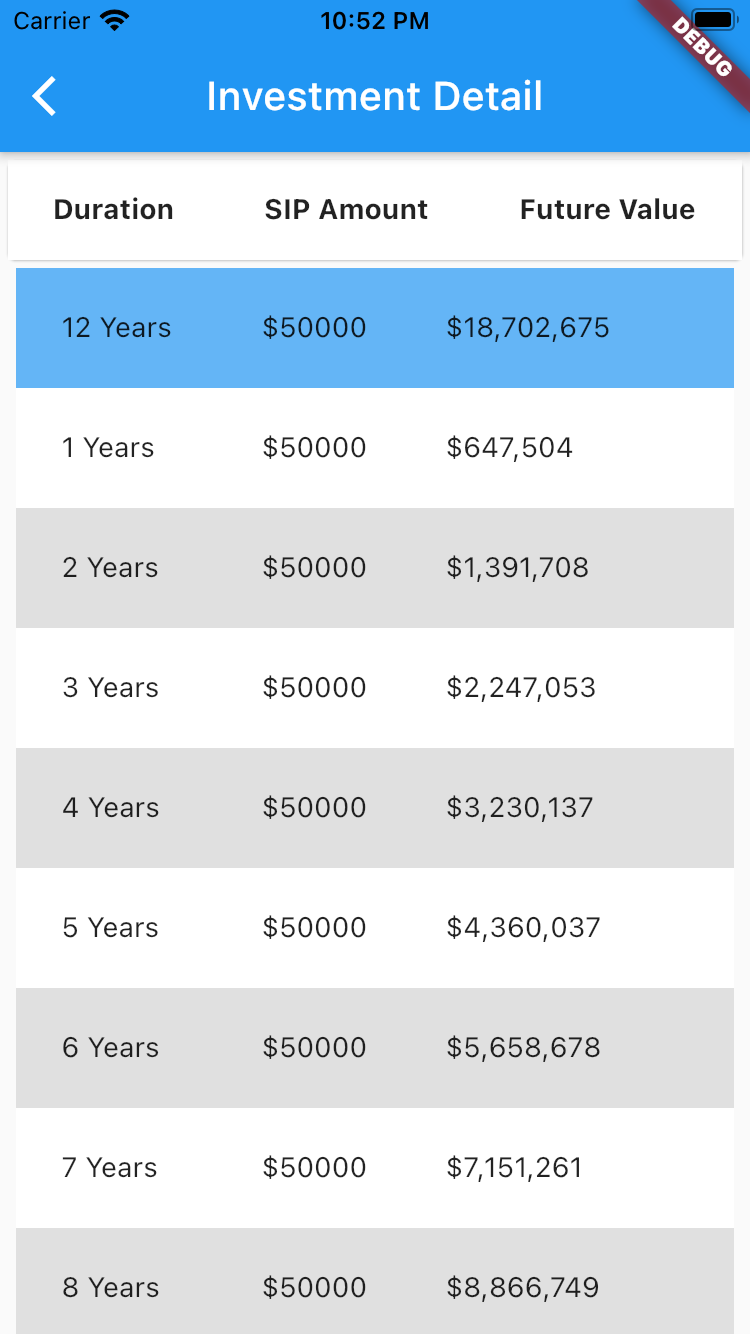 Carrier 10:52 PM
DEBUG
Investment Detail
Duration SIP Amount Future Value
12 Years $50000 $18,702,675
1 Years $50000 $647,504
2 Years $50000 $1,391,708
3 Years $50000 $2,247,053
4 Years $50000 $3,230,137
5 Years $50000 $4,360,037
6 Years $50000 $5,658,678
7 Years $50000 $7,151,261
8 Years $50000 $8,866,749